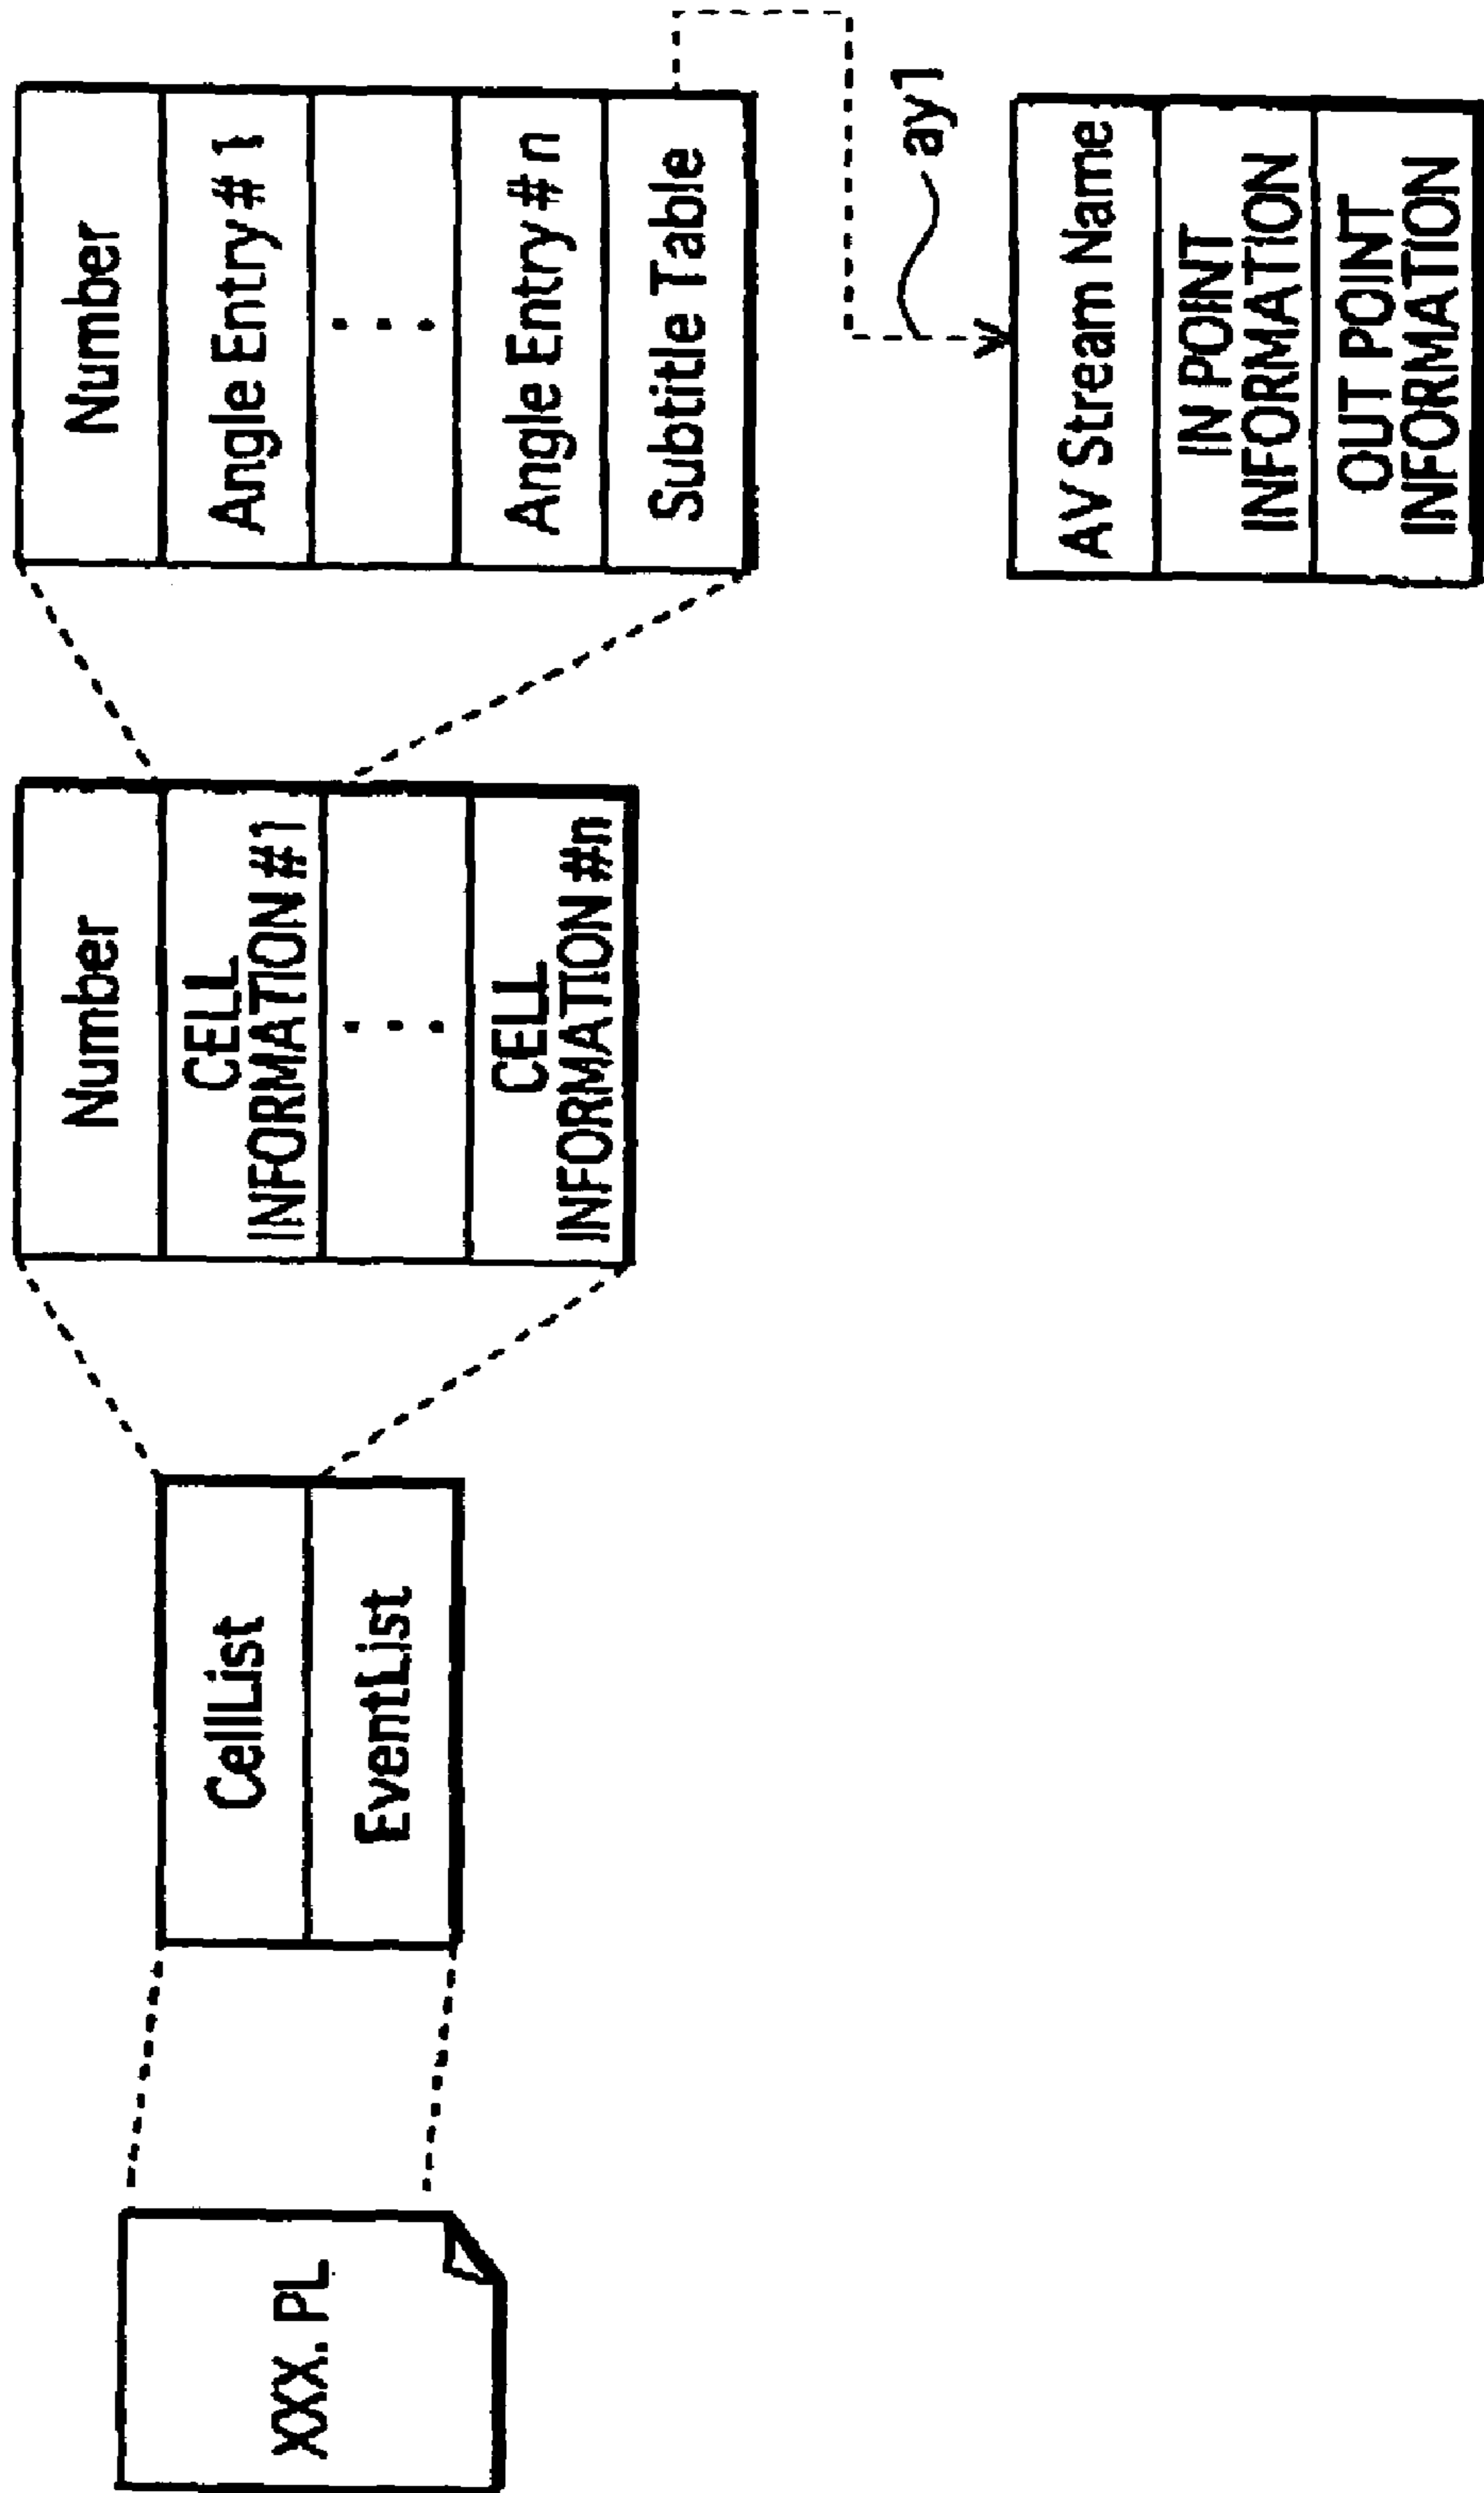 XXX. PL
CellList
EventList
Number
CELL
INFORMATION #1
...
CELL
INFORMATION #n
Number
Angle Entry# 1
...
Angle Entry# n
Subtitle Table
ay1
AV Stream Name
IN POINT
INFORMATION
OUT POINT
INFORMATION